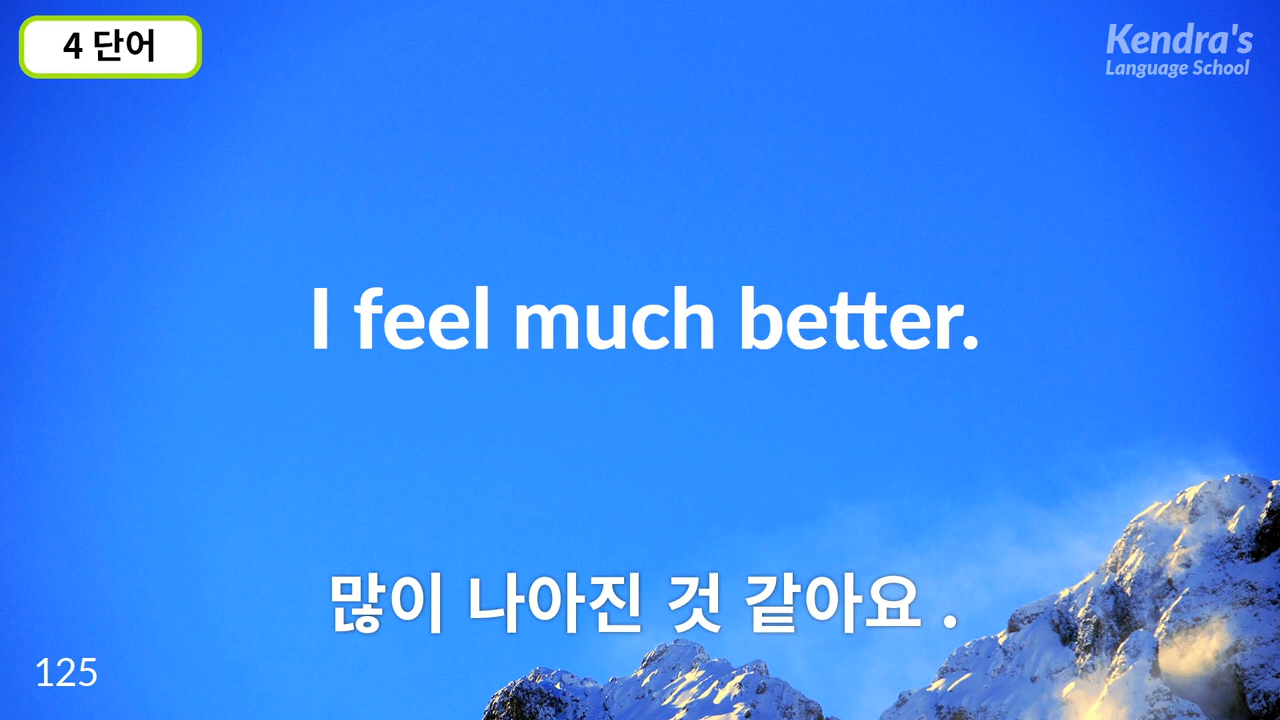 4 단어
Kendra's
Language School
I feel much better.
많이 나아진 것 같아요 .
125